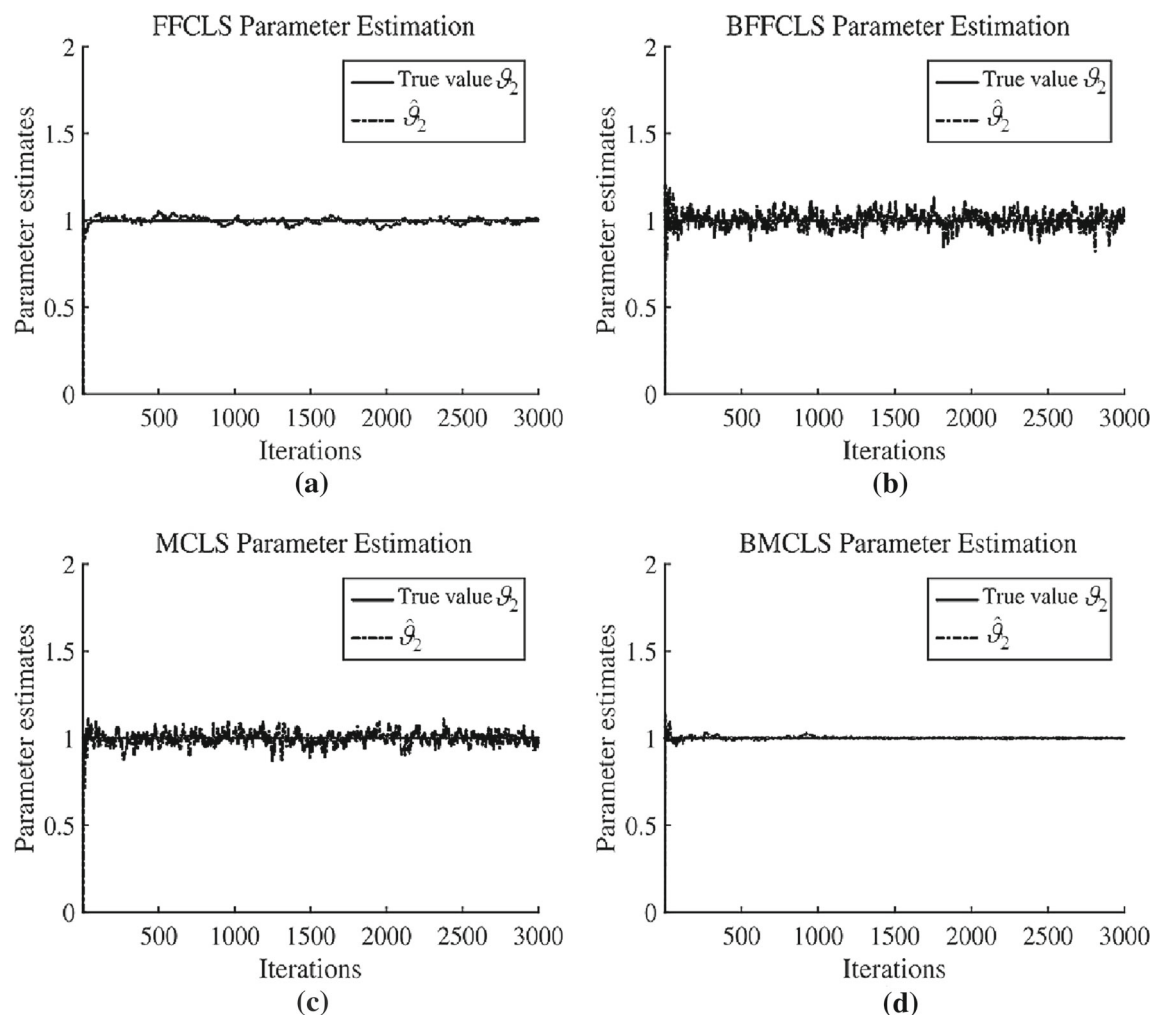 FFCLS Parameter Estimation
2
1.5
1
0.5
0
Parameter estimates
True value ϑ₂
ϑ̂₂
500 1000 1500 2000 2500 3000
Iterations
(a)
BFFCLS Parameter Estimation
2
1.5
1
0.5
0
Parameter estimates
True value ϑ₂
ϑ̂₂
500 1000 1500 2000 2500 3000
Iterations
(b)
MCLS Parameter Estimation
2
1.5
1
0.5
0
Parameter estimates
True value ϑ₂
ϑ̂₂
500 1000 1500 2000 2500 3000
Iterations
(c)
BMCLS Parameter Estimation
2
1.5
1
0.5
0
Parameter estimates
True value ϑ₂
ϑ̂₂
500 1000 1500 2000 2500 3000
Iterations
(d)